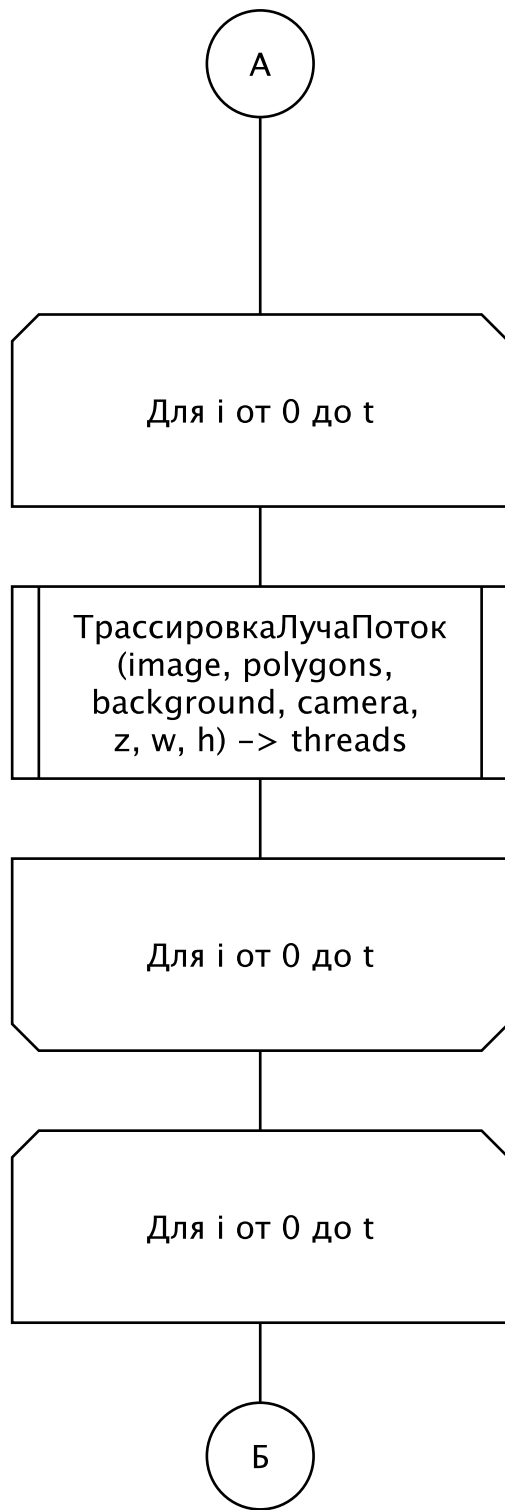 А
Для i от 0 до t
ТрассировкаЛучаПоток
(image, polygons,
background, camera,
z, w, h) -> threads
Для i от 0 до t
Для i от 0 до t
Б